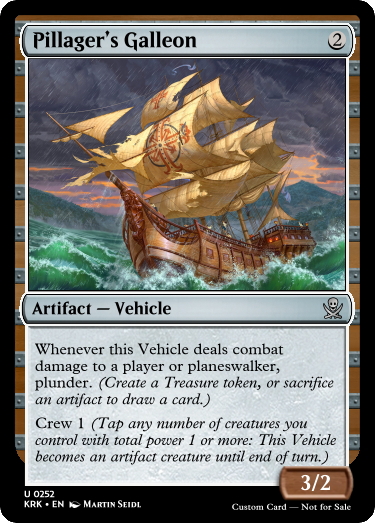 Pillager's Galleon 2
Artifact — Vehicle
Whenever this Vehicle deals combat
damage to a player or planeswalker,
plunder. (Create a Treasure token, or sacrifice
an artifact to draw a card.)
Crew 1 (Tap any number of creatures you
control with total power 1 or more: This Vehicle
becomes an artifact creature until end of turn.)
3/2
U 0252
KRK • EN Martin Seidl
Custom Card — Not for Sale